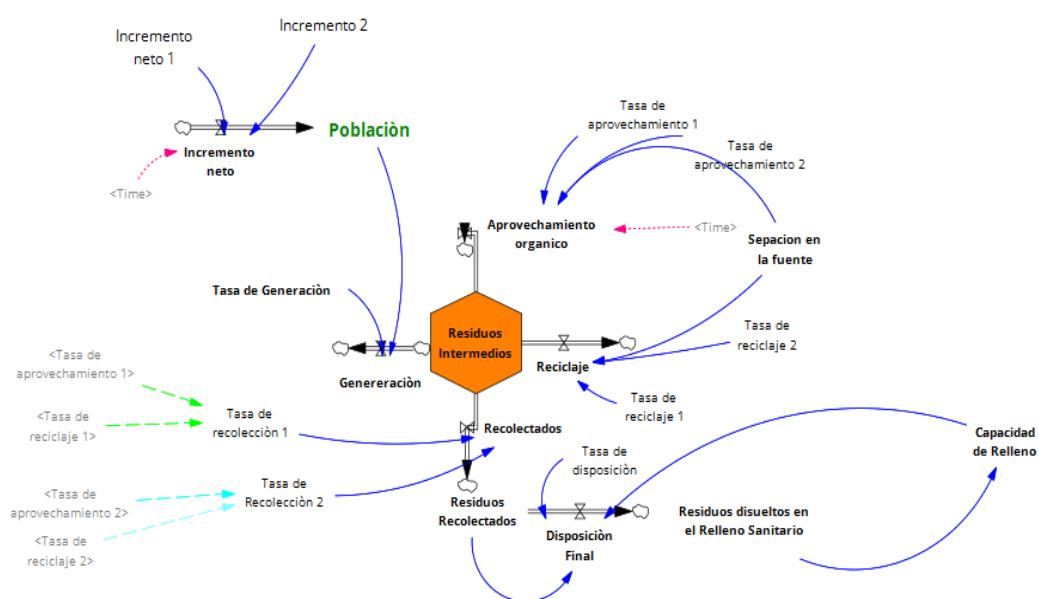 Incremento
neto 1
Incremento 2
Poblaciòn
Incremento
neto
<Time>
Tasa de
aprovechamiento 1
Tasa de
aprovechamiento 2
Aprovechamiento
organico
<Time>
Sepacion en
la fuente
Tasa de Generaciòn
Residuos
Intermedios
Genereraciòn
Reciclaje
Tasa de
reciclaje 2
Tasa de
reciclaje 1
<Tasa de
aprovechamiento 1>
<Tasa de
reciclaje 1>
Tasa de
recolecciòn 1
Recolectados
Tasa de
disposiciòn
Capacidad
de Relleno
<Tasa de
aprovechamiento 2>
<Tasa de
reciclaje 2>
Tasa de
Recolecciòn 2
Residuos
Recolectados
Disposiciòn
Final
Residuos disueltos en
el Relleno Sanitario